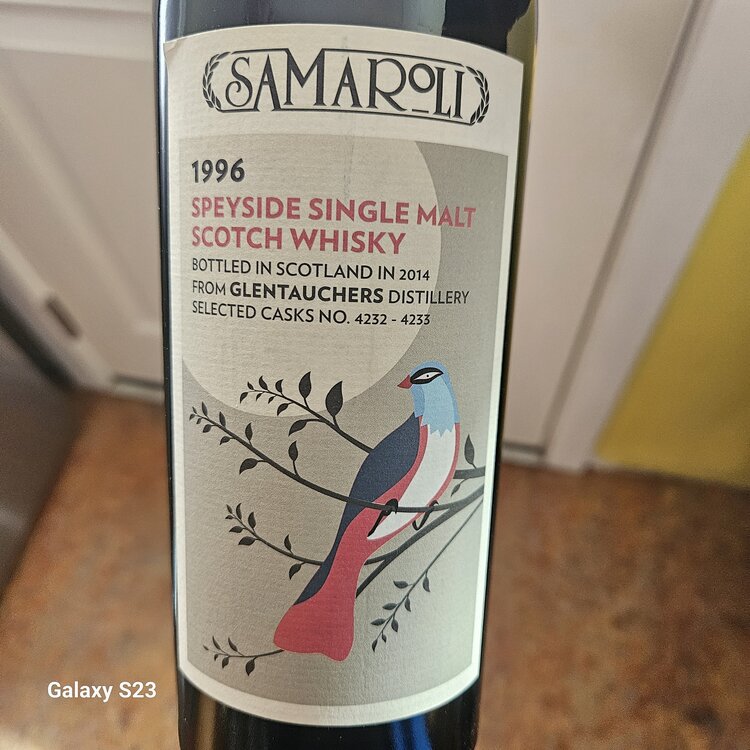 SAMAROLI
1996
SPEYSIDE SINGLE MALT
SCOTCH WHISKY
BOTTLED IN SCOTLAND IN 2014
FROM GLENTAUCHERS DISTILLERY
SELECTED CASKS NO. 4232 - 4233
Galaxy S23